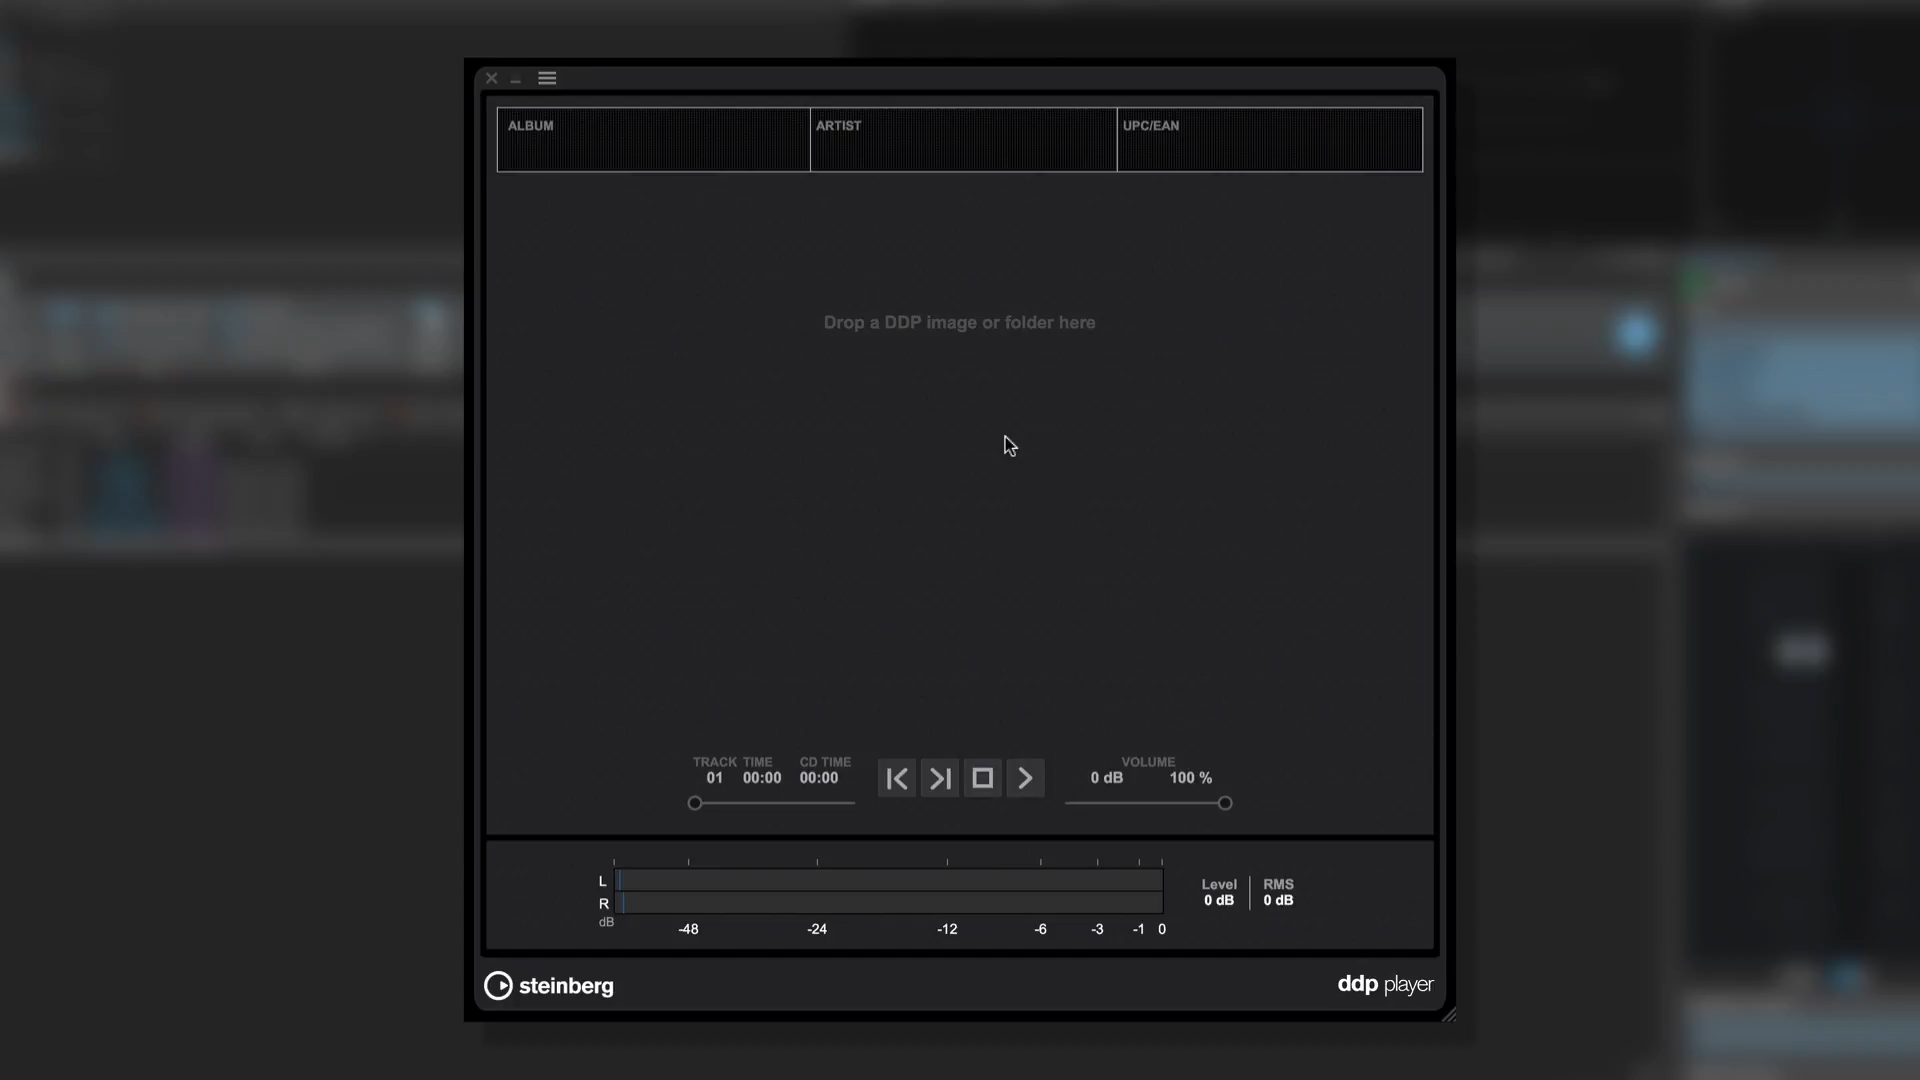 ALBUM ARTIST UPC/EAN
Drop a DDP image or folder here
TRACK TIME CD TIME VOLUME
01 00:00 00:00 0 dB 100 %
L
R
dB
-48 -24 -12 -6 -3 -1 0
Level RMS
0 dB 0 dB
steinberg
ddp player